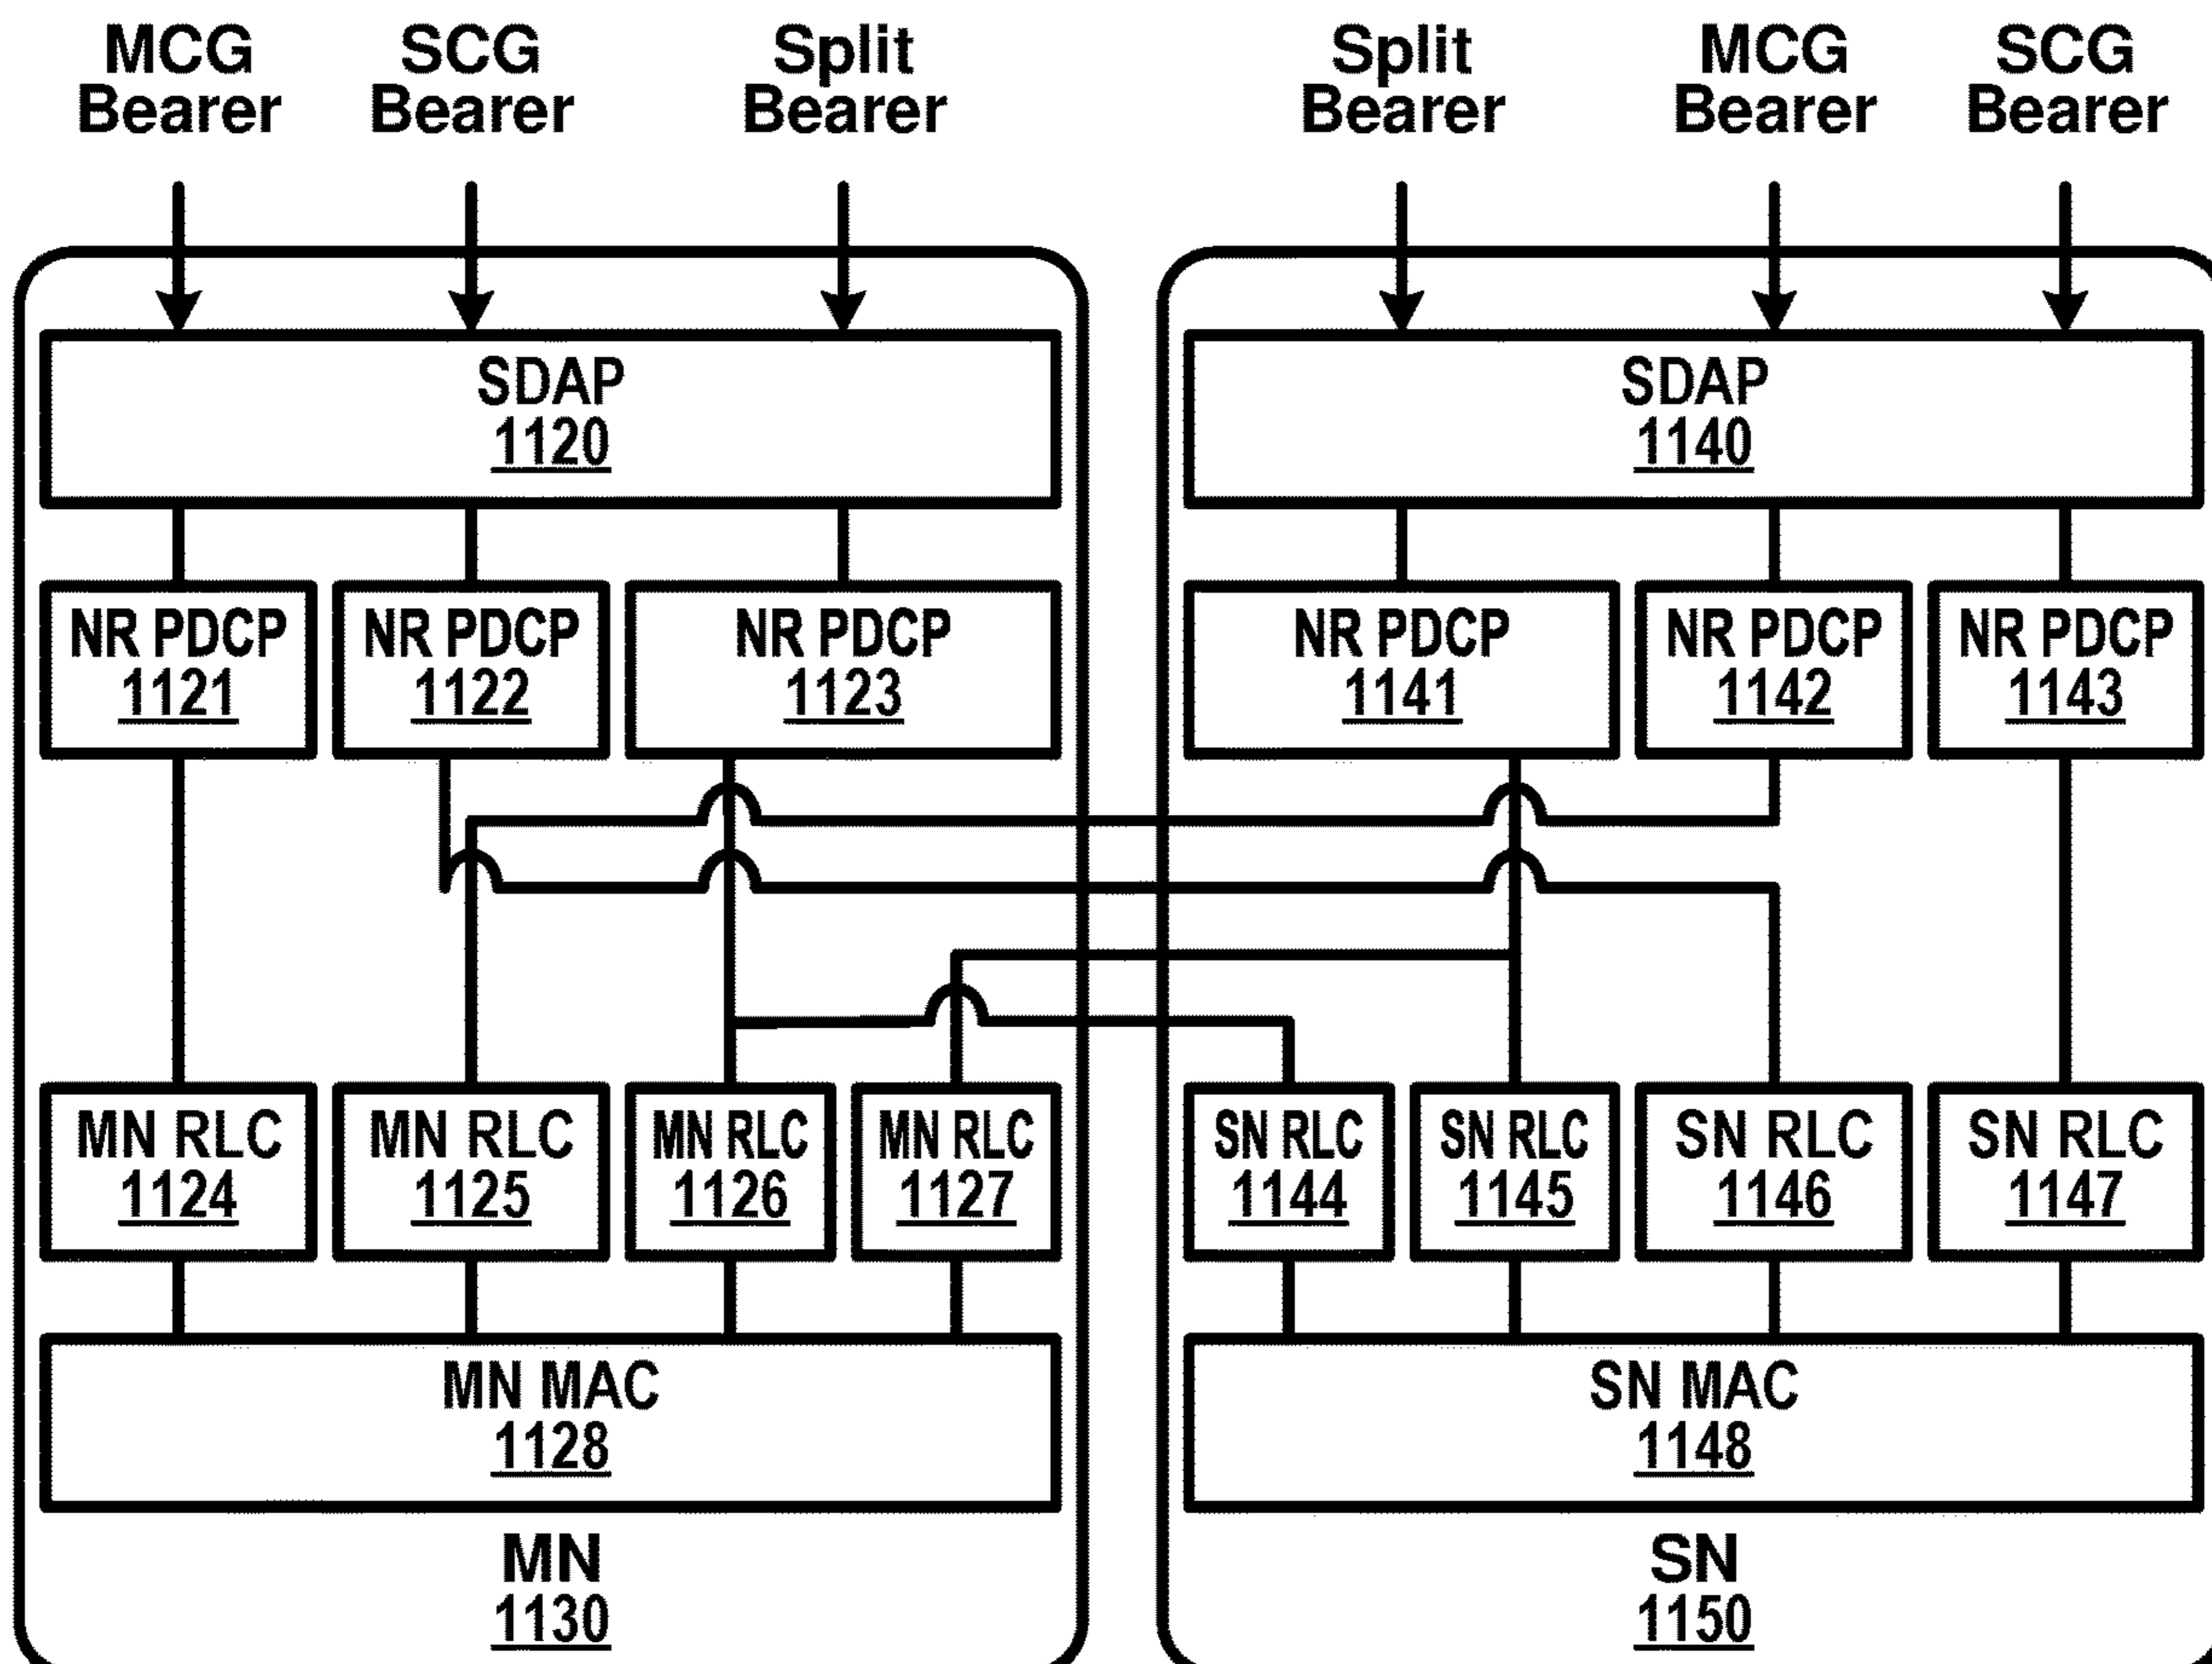 MCG
Bearer
SCG
Bearer
Split
Bearer
Split
Bearer
MCG
Bearer
SCG
Bearer
SDAP
1120
SDAP
1140
NR PDCP
1121
NR PDCP
1122
NR PDCP
1123
NR PDCP
1141
NR PDCP
1142
NR PDCP
1143
MN RLC
1124
MN RLC
1125
MN RLC
1126
MN RLC
1127
SN RLC
1144
SN RLC
1145
SN RLC
1146
SN RLC
1147
MN MAC
1128
SN MAC
1148
MN
1130
SN
1150